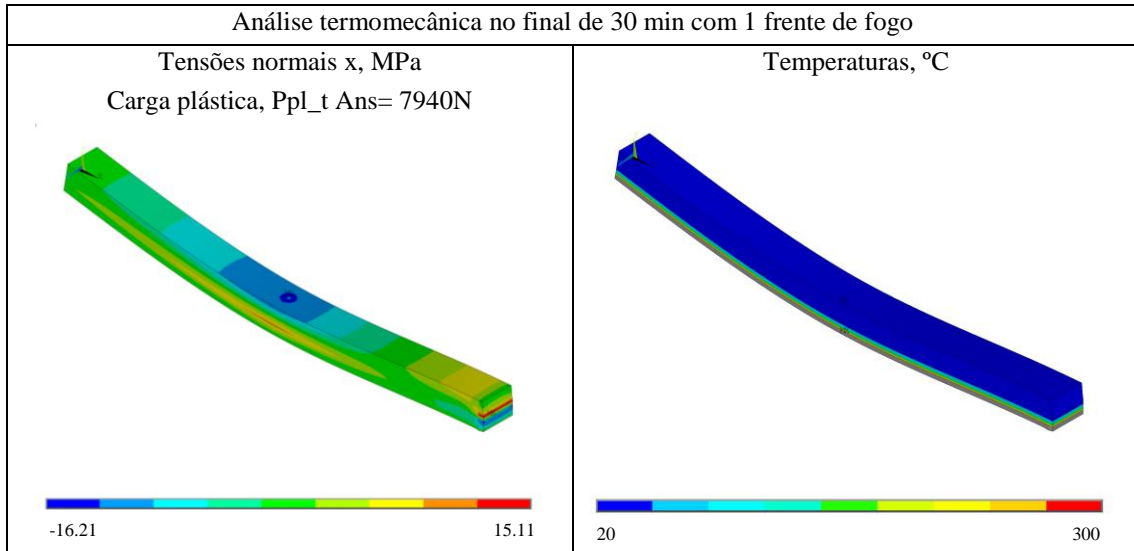 Análise termomecânica no final de 30 min com 1 frente de fogo
Tensões normais x, MPa
Carga plástica, Ppl_t Ans= 7940N
Temperaturas, ºC
-16.21
15.11
20
300